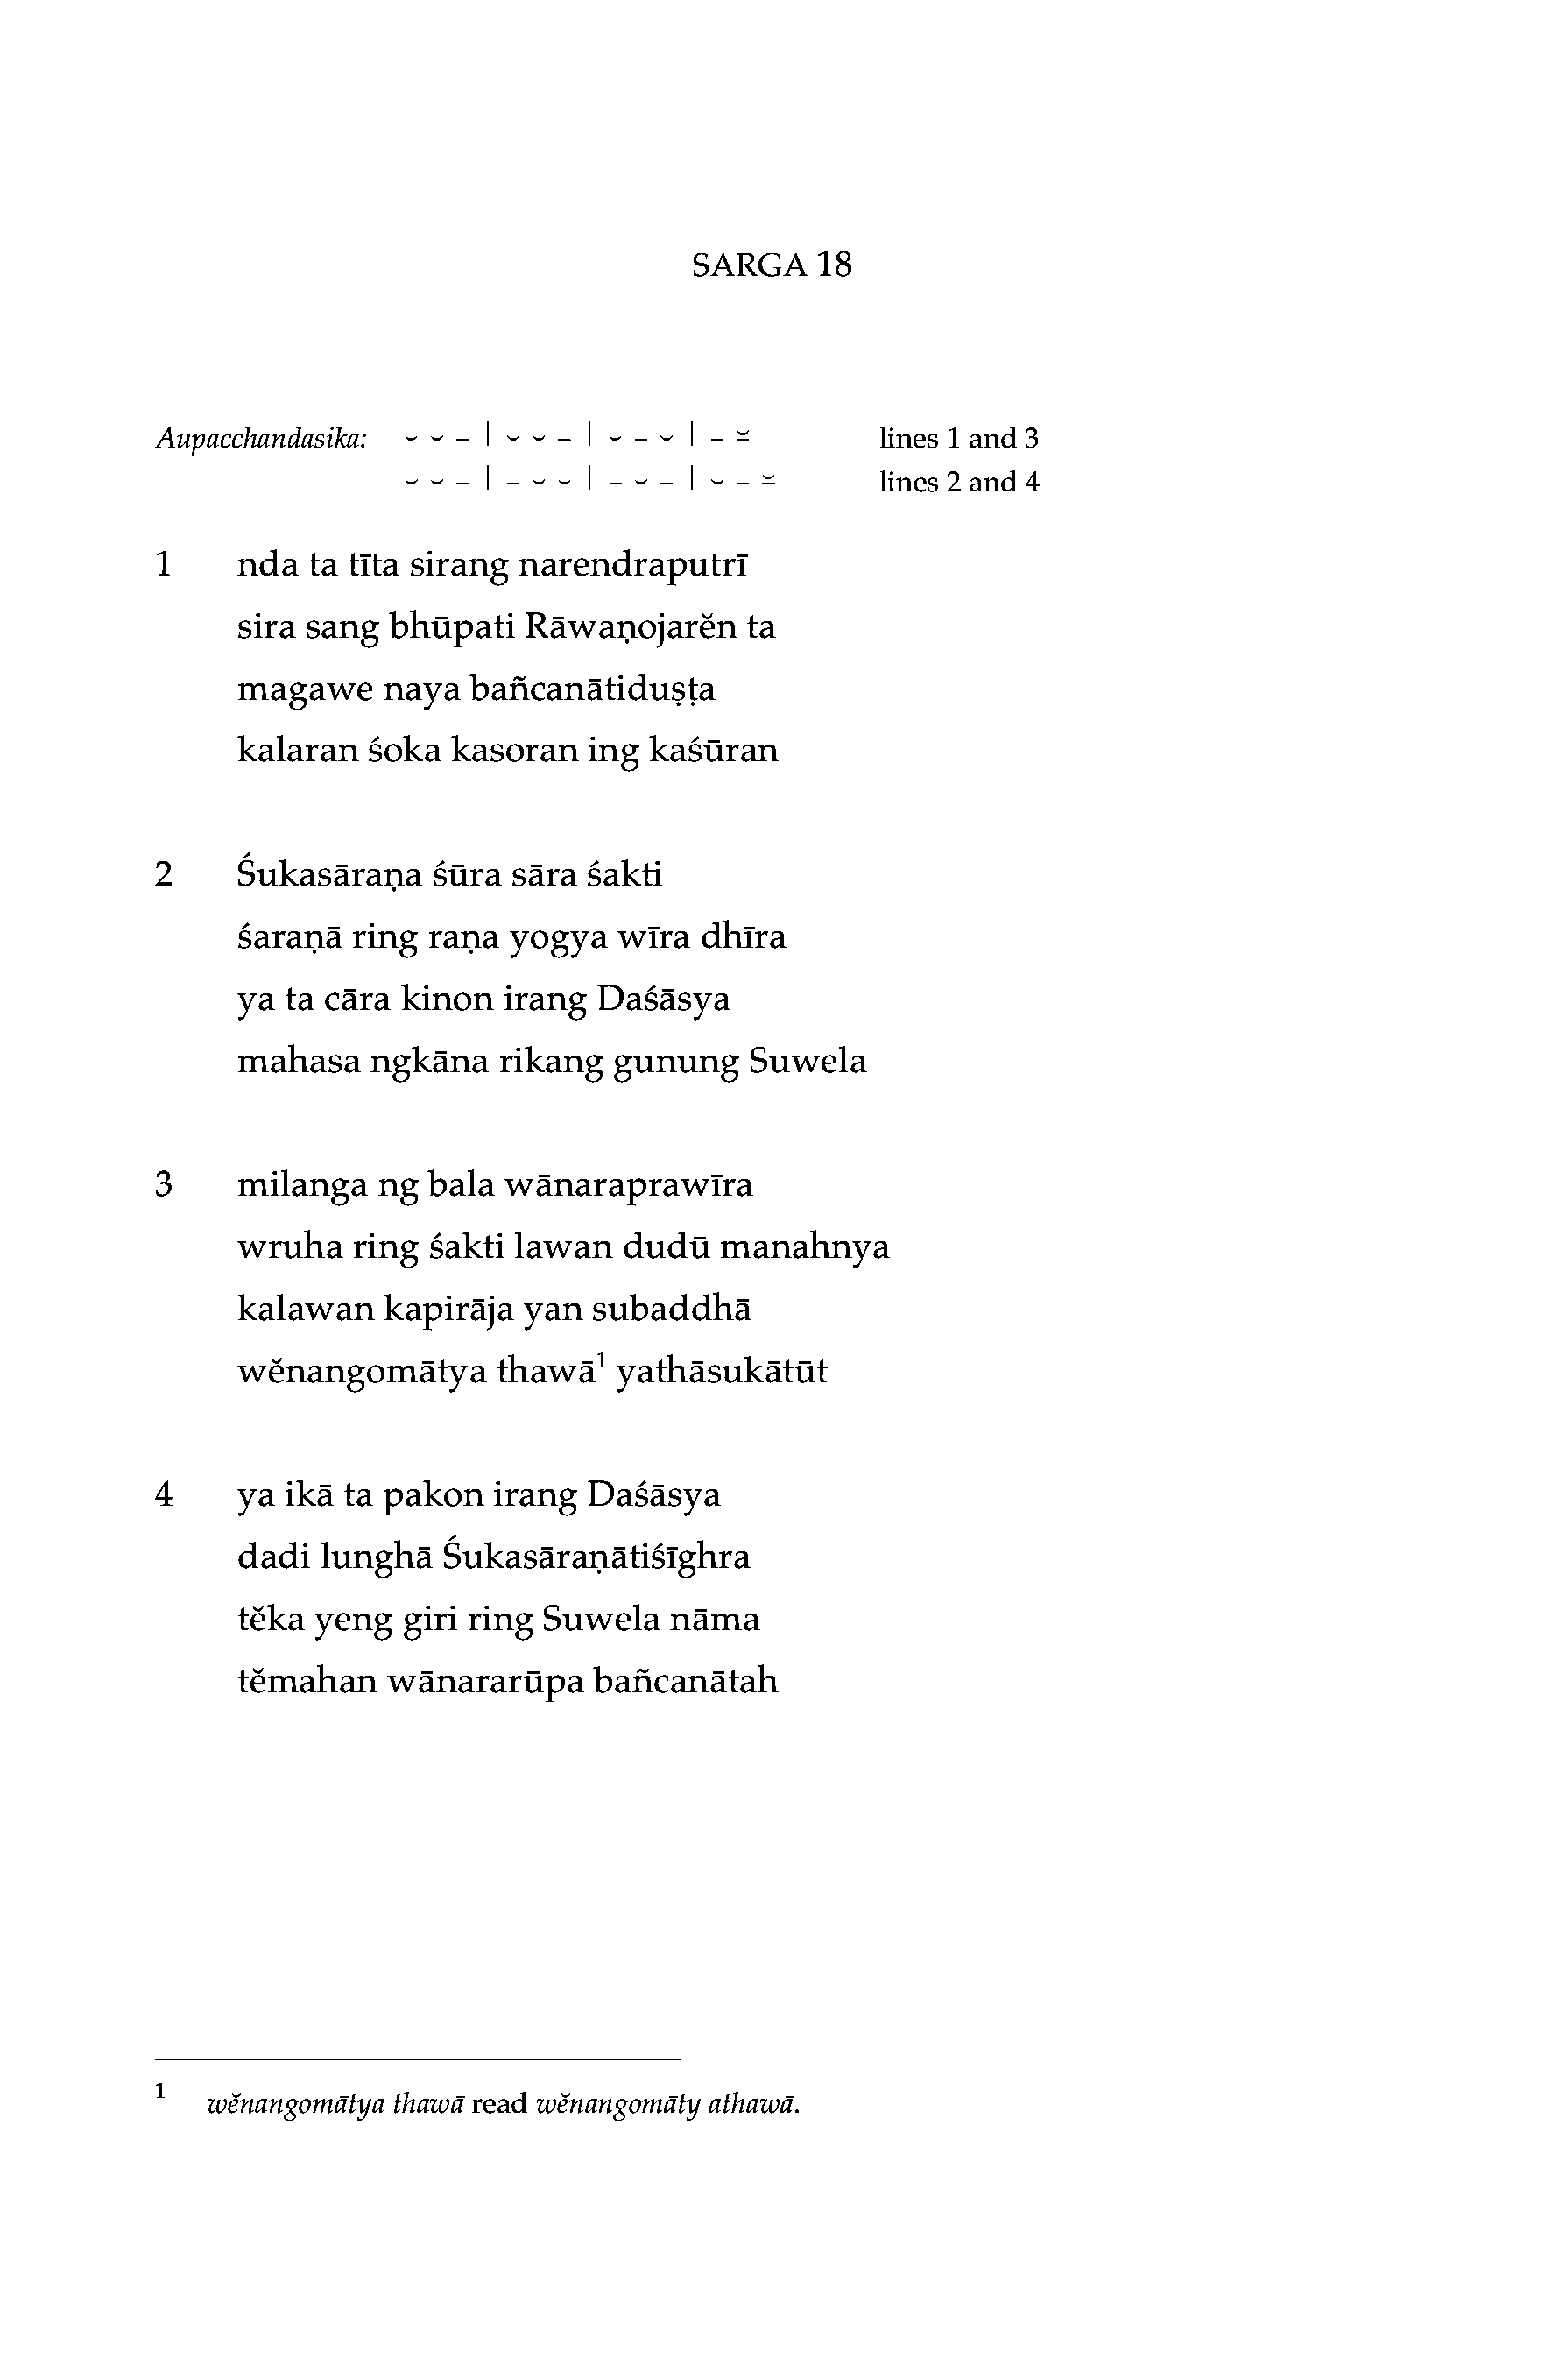 SARGA 18
Aupacchandasika: ⏑ ⏑ – | ⏑ ⏑ – | ⏑ – ⏑ | – ⏓ lines 1 and 3
⏑ ⏑ – | – ⏑ ⏑ | – ⏑ – | ⏑ – ⏓ lines 2 and 4
1 nda ta tīta sirang narendraputrī
sira sang bhūpati Rāwaṇojarĕn ta
magawe naya bañcanātiduṣṭa
kalaran śoka kasoran ing kaśūran
2 Śukasāraṇa śūra sāra śakti
śaraṇā ring raṇa yogya wīra dhīra
ya ta cāra kinon irang Daśāsya
mahasa ngkāna rikang gunung Suwela
3 milanga ng bala wānaraprawīra
wruha ring śakti lawan dudū manahnya
kalawan kapirāja yan subaddhā
wĕnangomātya thawā¹ yathāsukātūt
4 ya ikā ta pakon irang Daśāsya
dadi lunghā Śukasāraṇātiśīghra
tĕka yeng giri ring Suwela nāma
tĕmahan wānararūpa bañcanātah
¹ wĕnangomātya thawā read wĕnangomāty athawā.